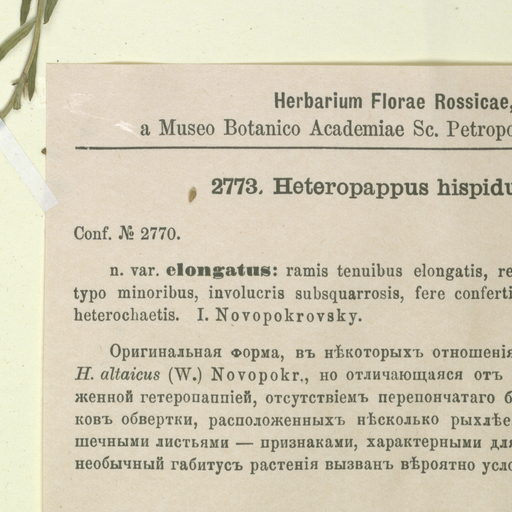 Herbarium Florae Rossicae,
a Museo Botanico Academiae Sc. Petropo
2773. Heteropappus hispidu
Conf. № 2770.
n. var. elongatus: ramis tenuibus elongatis, re
typo minoribus, involucris subsquarrosis, fere conferti
heterochaetis. I. Novopokrovsky.
Оригинальная форма, въ нѣкоторыхъ отношенія
H. altaicus (W.) Novopokr., но отличающаяся отъ
женной гетеропаппіей, отсутствіемъ перепончатаго б
ковъ обвертки, расположенныхъ нѣсколько рыхлѣе
шечными листьями — признаками, характерными для
необычный габитусъ растенія вызванъ вѣроятно усло